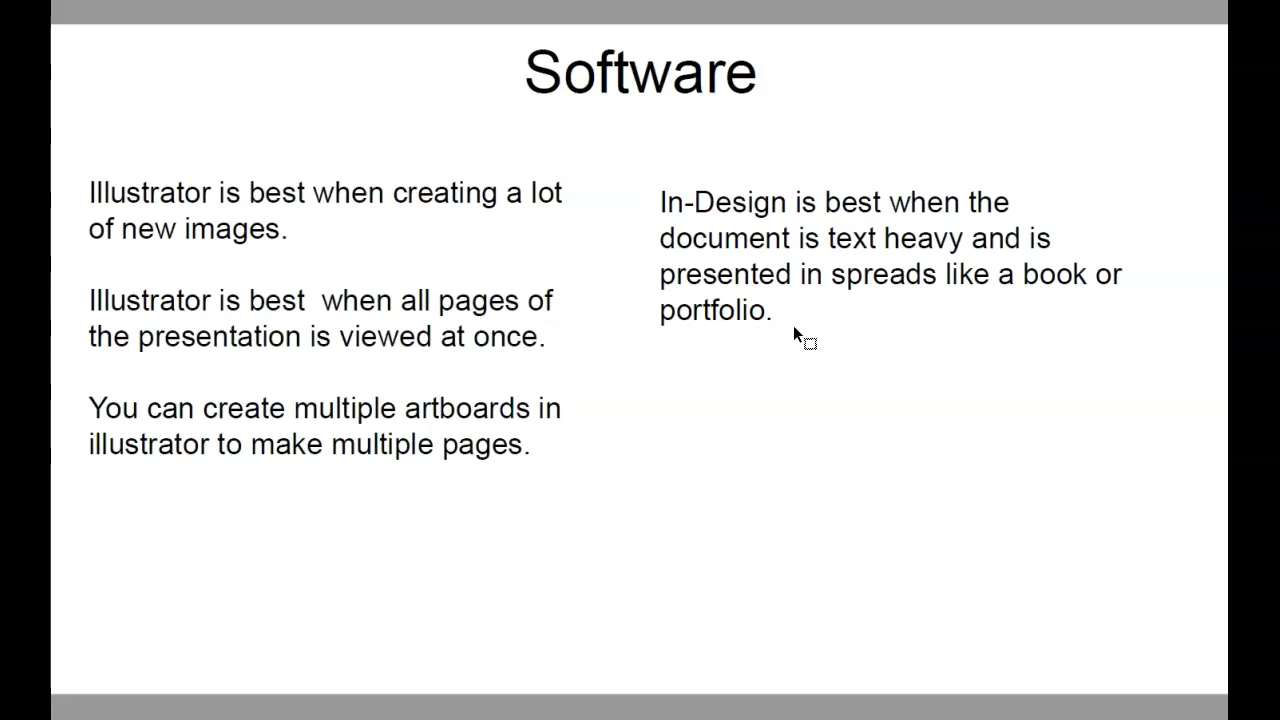 Software
Illustrator is best when creating a lot
of new images.
Illustrator is best  when all pages of
the presentation is viewed at once.
You can create multiple artboards in
illustrator to make multiple pages.
In-Design is best when the
document is text heavy and is
presented in spreads like a book or
portfolio.